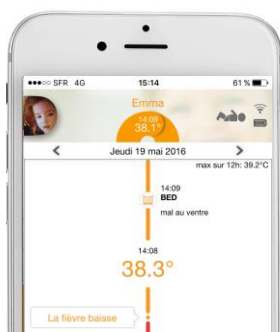 SFR 4G 15:14 61 %
Emma
14:09
38.1°
Jeudi 19 mai 2016
max sur 12h: 39.2°C
14:09
BED
mal au ventre
14:08
38.3°
La fièvre baisse